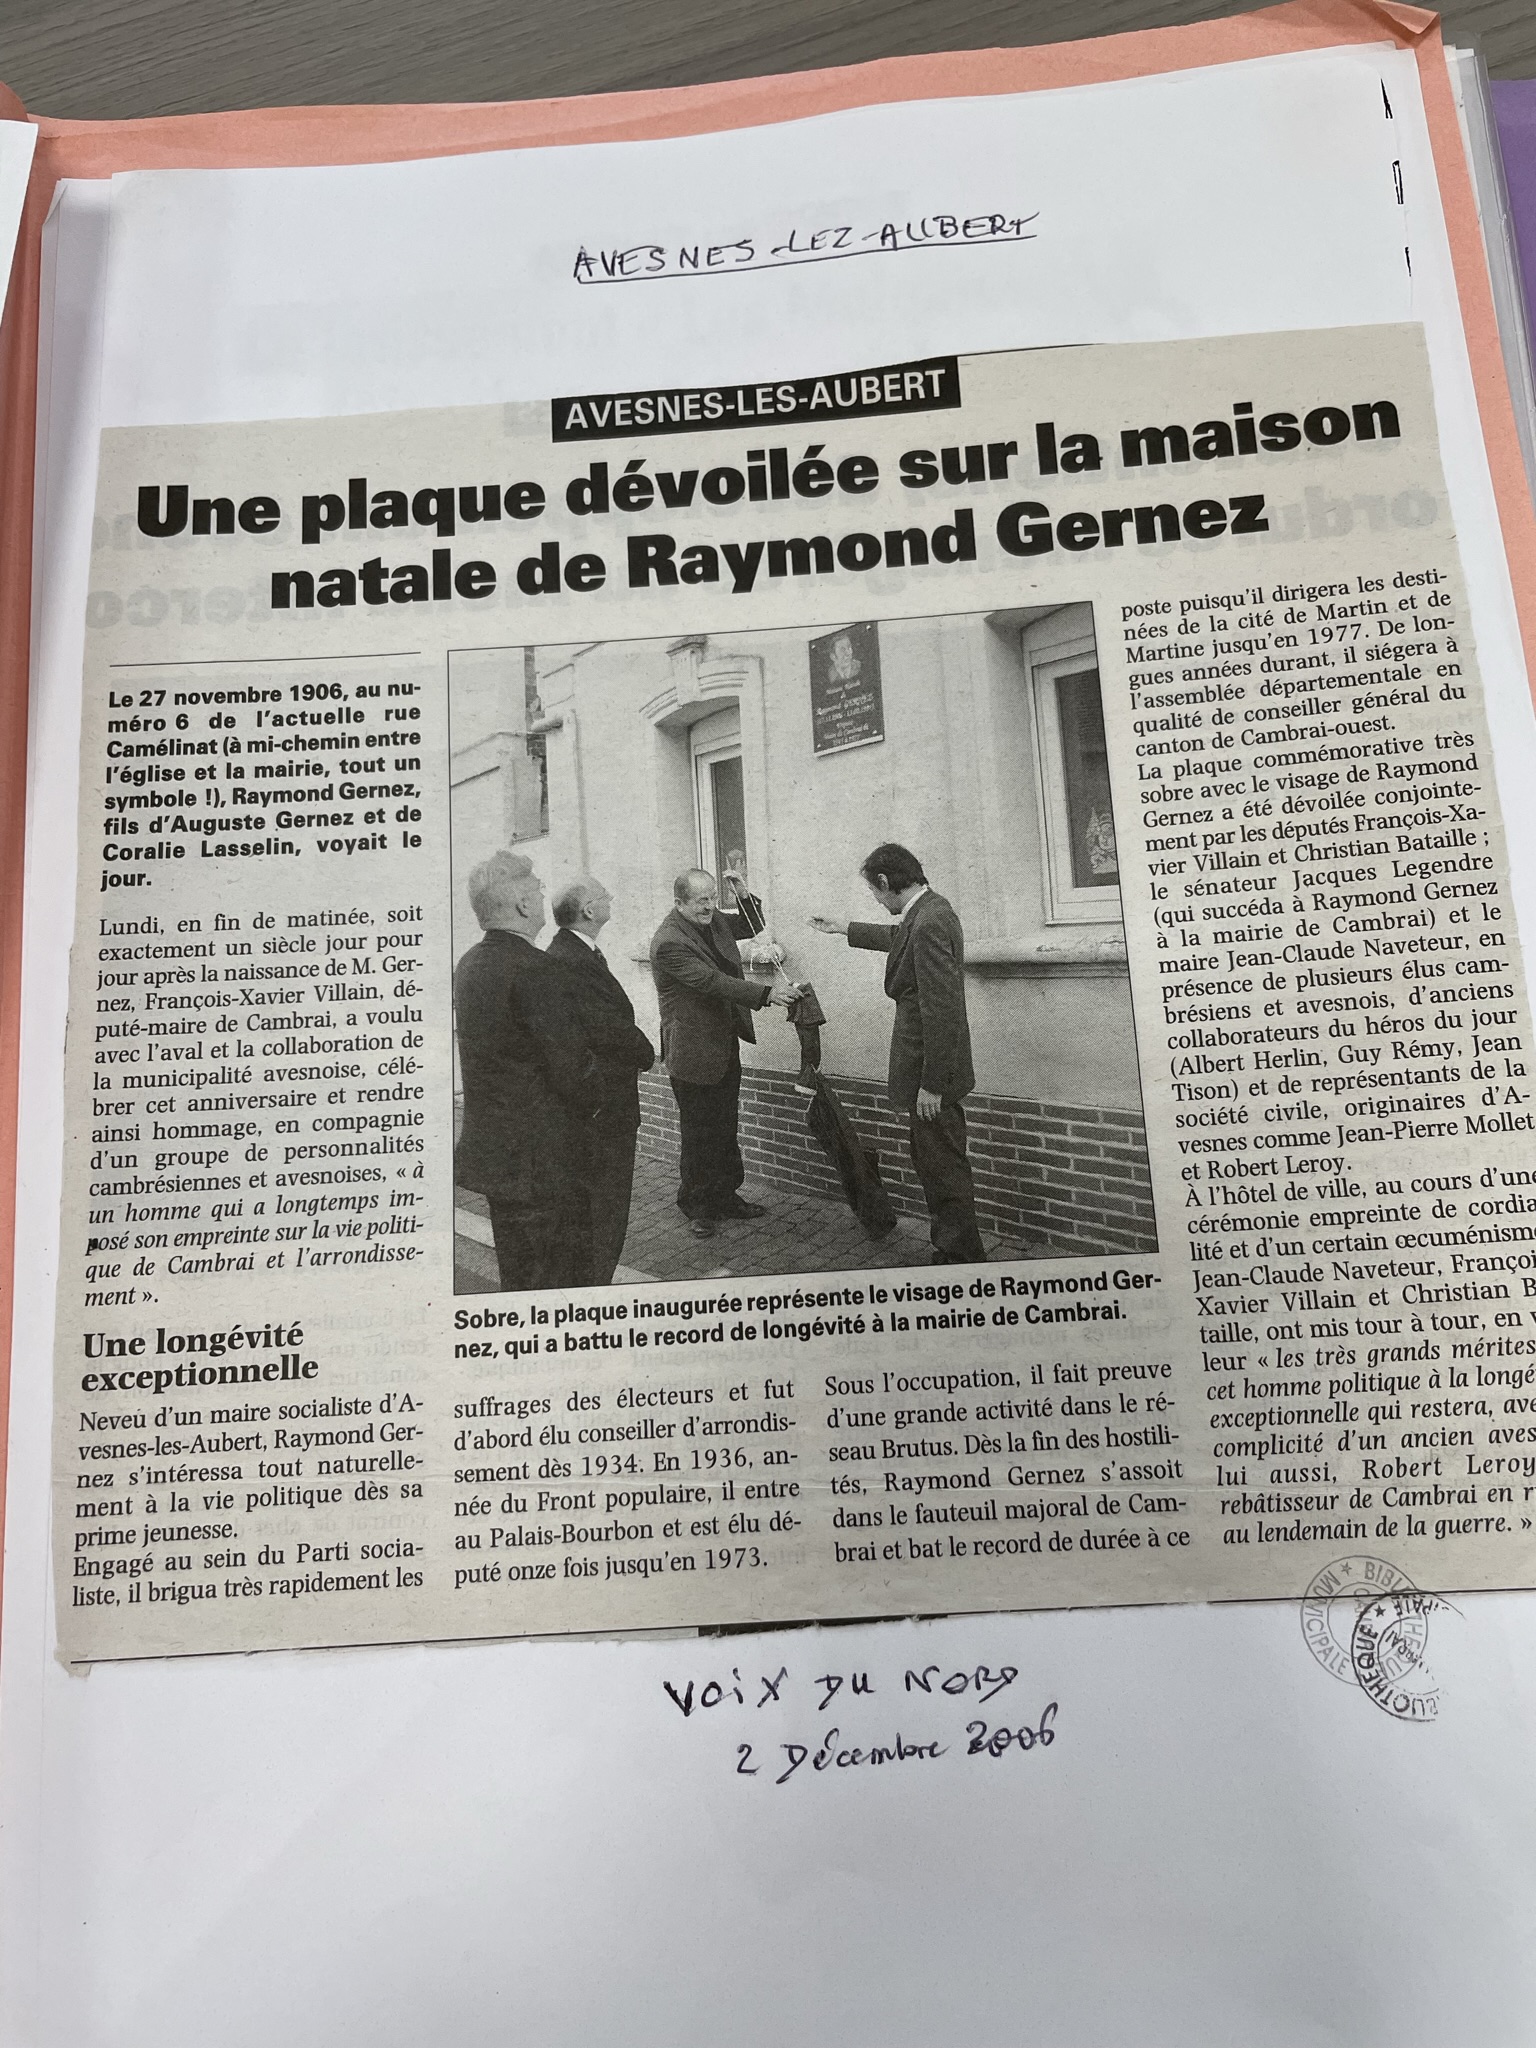 AVESNES-LEZ-AUBERT
AVESNES-LES-AUBERT
Une plaque dévoilée sur la maison
natale de Raymond Gernez
Le 27 novembre 1906, au nu-
méro 6 de l'actuelle rue
Camélinat (à mi-chemin entre
l'église et la mairie, tout un
symbole !), Raymond Gernez,
fils d'Auguste Gernez et de
Coralie Lasselin, voyait le
jour.
Lundi, en fin de matinée, soit
exactement un siècle jour pour
jour après la naissance de M. Ger-
nez, François-Xavier Villain, dé-
puté-maire de Cambrai, a voulu
avec l'aval et la collaboration de
la municipalité avesnoise, célé-
brer cet anniversaire et rendre
ainsi hommage, en compagnie
d'un groupe de personnalités
cambrésiennes et avesnoises, « à
un homme qui a longtemps im-
posé son empreinte sur la vie politi-
que de Cambrai et l'arrondisse-
ment ».
Une longévité
exceptionnelle
Neveu d'un maire socialiste d'A-
vesnes-les-Aubert, Raymond Ger-
nez s'intéressa tout naturelle-
ment à la vie politique dès sa
prime jeunesse.
Engagé au sein du Parti socia-
liste, il brigua très rapidement les
Raymond GERNEZ
Sobre, la plaque inaugurée représente le visage de Raymond Ger-
nez, qui a battu le record de longévité à la mairie de Cambrai.
suffrages des électeurs et fut
d'abord élu conseiller d'arrondis-
sement dès 1934. En 1936, an-
née du Front populaire, il entre
au Palais-Bourbon et est élu dé-
puté onze fois jusqu'en 1973.
Sous l'occupation, il fait preuve
d'une grande activité dans le ré-
seau Brutus. Dès la fin des hostili-
tés, Raymond Gernez s'assoit
dans le fauteuil majoral de Cam-
brai et bat le record de durée à ce
poste puisqu'il dirigera les desti-
nées de la cité de Martin et de
Martine jusqu'en 1977. De lon-
gues années durant, il siégera à
l'assemblée départementale en
qualité de conseiller général du
canton de Cambrai-ouest.
La plaque commémorative très
sobre avec le visage de Raymond
Gernez a été dévoilée conjointe-
ment par les députés François-Xa-
vier Villain et Christian Bataille ;
le sénateur Jacques Legendre
(qui succéda à Raymond Gernez
à la mairie de Cambrai) et le
maire Jean-Claude Naveteur, en
présence de plusieurs élus cam-
brésiens et avesnois, d'anciens
collaborateurs du héros du jour
(Albert Herlin, Guy Rémy, Jean
Tison) et de représentants de la
société civile, originaires d'A-
vesnes comme Jean-Pierre Mollet
et Robert Leroy.
À l'hôtel de ville, au cours d'une
cérémonie empreinte de cordia
lité et d'un certain œcuménisme
Jean-Claude Naveteur, Françoi
Xavier Villain et Christian B
taille, ont mis tour à tour, en v
leur « les très grands mérites
cet homme politique à la longé
exceptionnelle qui restera, ave
complicité d'un ancien aves
lui aussi, Robert Leroy
rebâtisseur de Cambrai en r
au lendemain de la guerre. »
BIBLIOTHEQUE MUNICIPALE
VOIX DU NORD
2 Décembre 2006